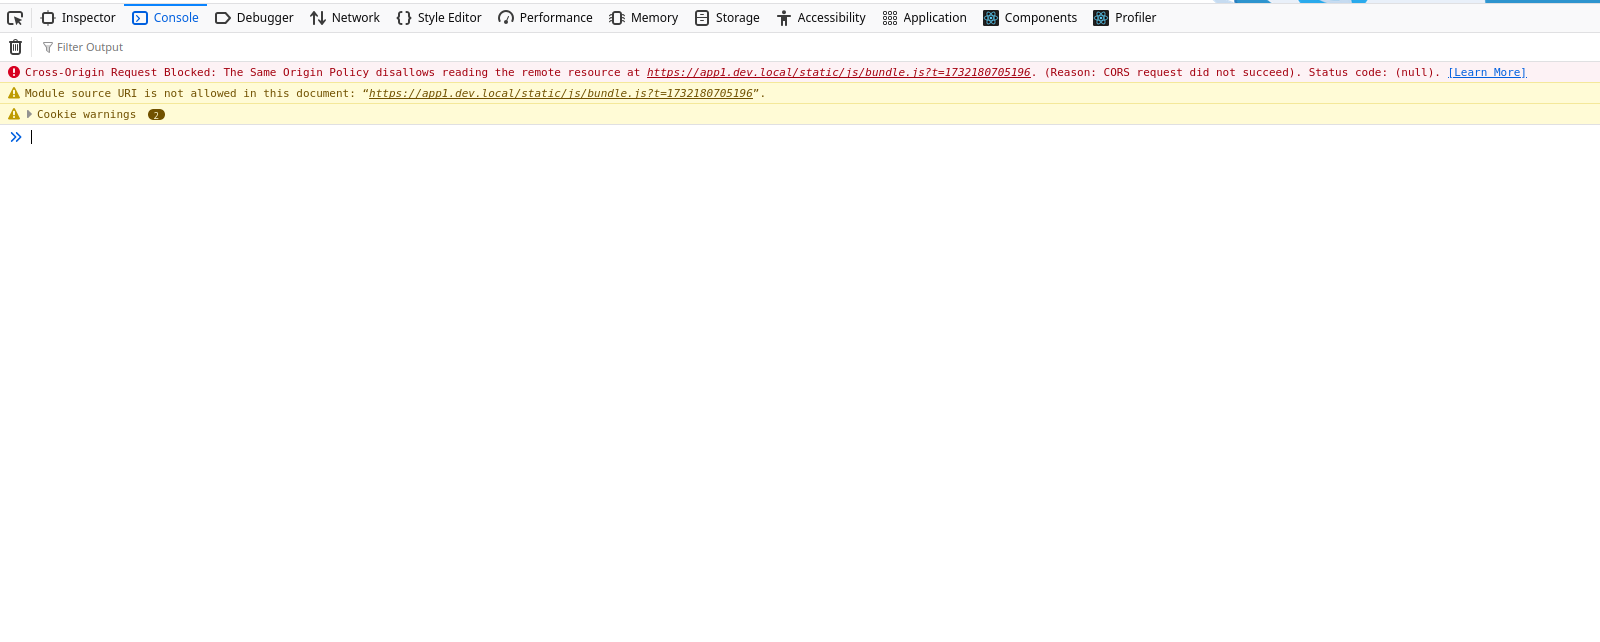 Inspector Console Debugger Network Style Editor Performance Memory Storage Accessibility Application Components Profiler
Filter Output
Cross-Origin Request Blocked: The Same Origin Policy disallows reading the remote resource at https://app1.dev.local/static/js/bundle.js?t=1732180705196. (Reason: CORS request did not succeed). Status code: (null). [Learn More]
Module source URI is not allowed in this document: “https://app1.dev.local/static/js/bundle.js?t=1732180705196”.
Cookie warnings 2